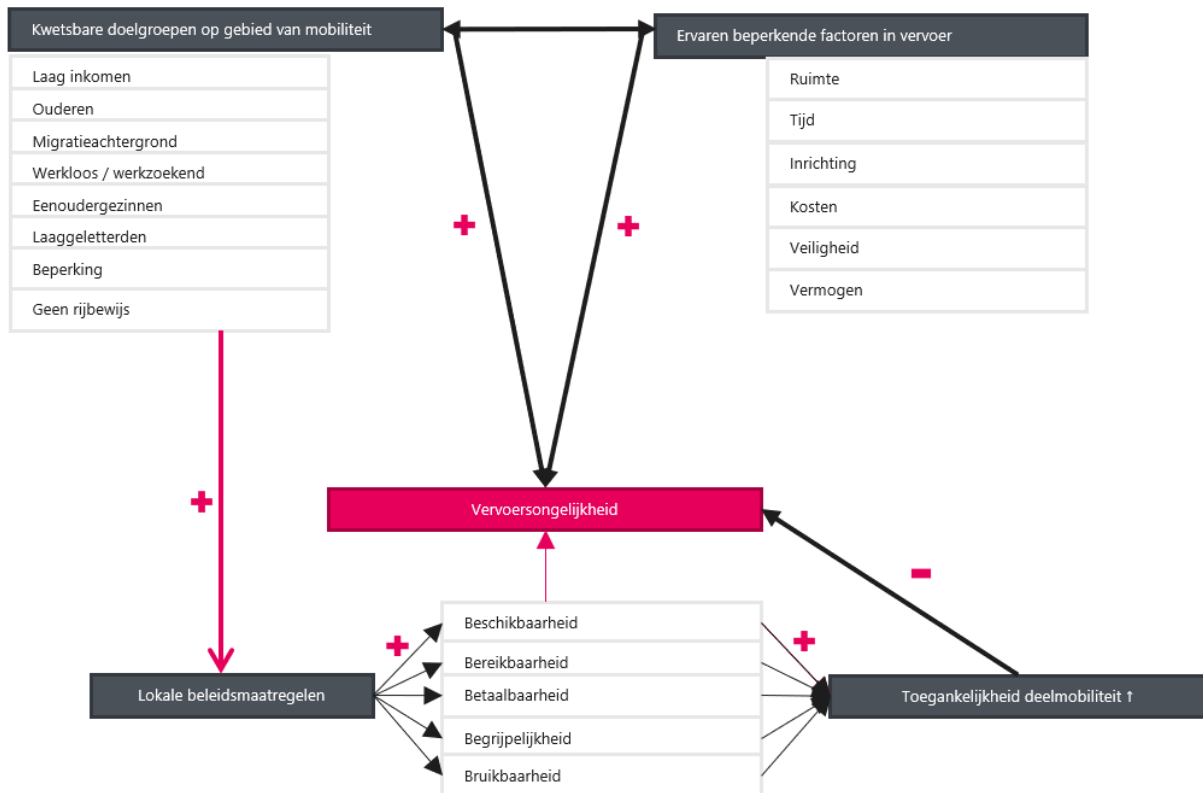 Kwetsbare doelgroepen op gebied van mobiliteit
Laag inkomen
Ouderen
Migratieachtergrond
Werkloos / werkzoekend
Eenoudergezinnen
Laaggeletterden
Beperking
Geen rijbewijs
Ervaren beperkende factoren in vervoer
Ruimte
Tijd
Inrichting
Kosten
Veiligheid
Vermogen
+
+
+
Vervoersongelijkheid
-
Lokale beleidsmaatregelen
+
Beschikbaarheid
Bereikbaarheid
Betaalbaarheid
Begrijpelijkheid
Bruikbaarheid
+
Toegankelijkheid deelmobiliteit ↑